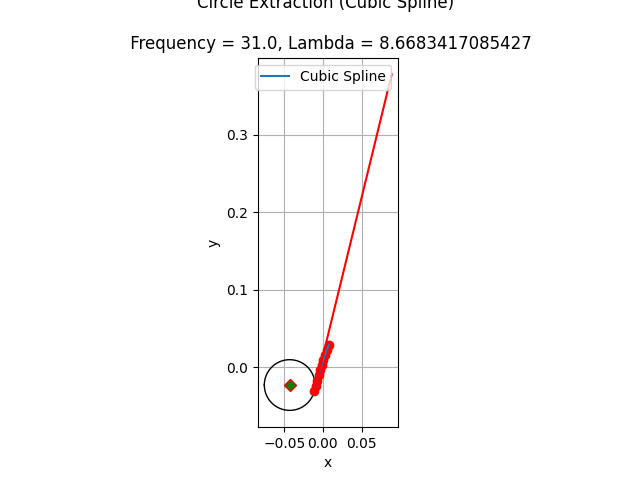 Circle Extraction (Cubic Spline)
Frequency = 31.0, Lambda = 8.6683417085427
Cubic Spline
0.3
0.2
y
0.1
0.0
−0.05 0.00 0.05
x